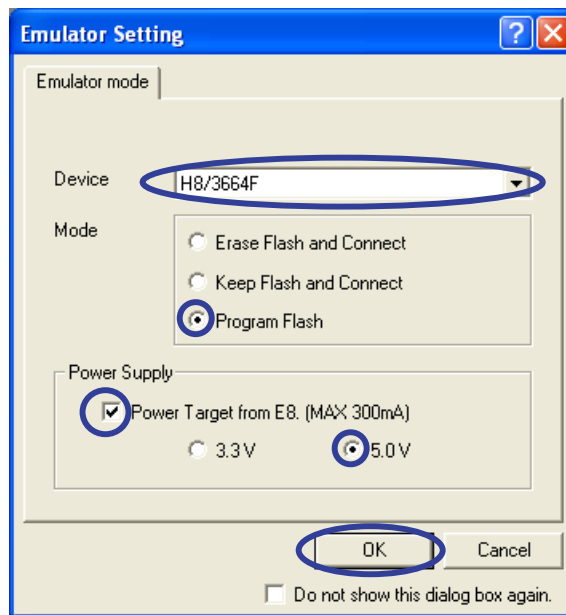 Emulator Setting
Emulator mode
Device
H8/3664F
Mode
Erase Flash and Connect
Keep Flash and Connect
Program Flash
Power Supply
Power Target from E8. (MAX 300mA)
3.3 V
5.0 V
OK
Cancel
Do not show this dialog box again.